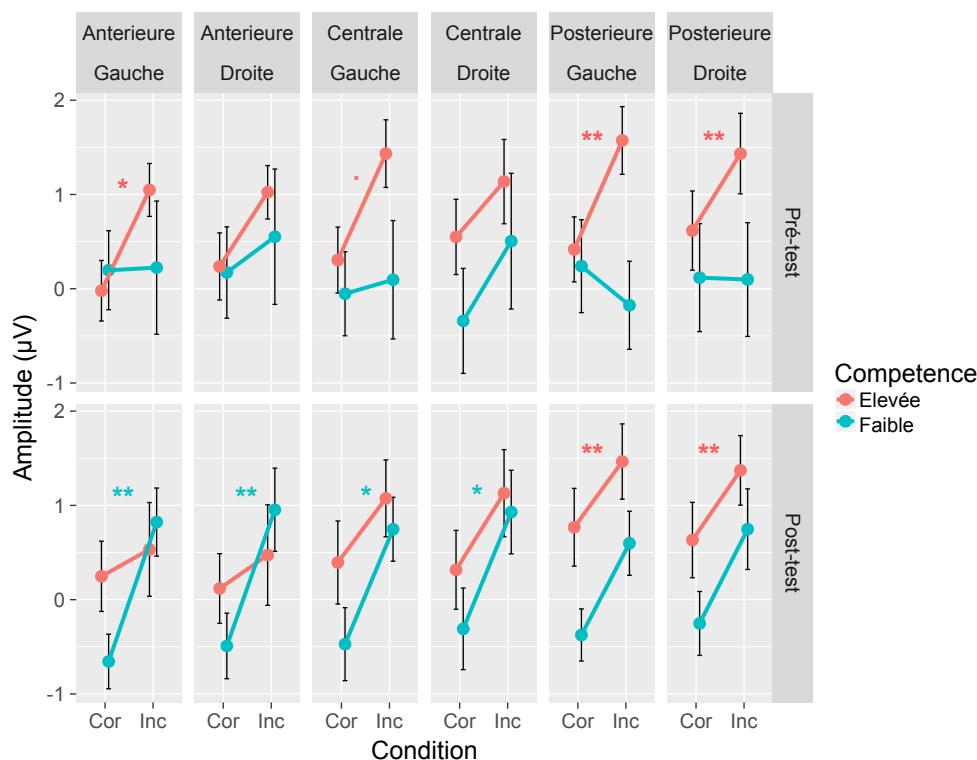 Anterieure Anterieure Centrale Centrale Posterieure Posterieure
Gauche Droite Gauche Droite Gauche Droite
2
1
0
-1
* . ** **
Pré-test
2
1
0
-1
** ** * * ** **
Post-test
Amplitude (µV)
Cor Inc Cor Inc Cor Inc Cor Inc Cor Inc Cor Inc
Condition
Competence
Elevée
Faible